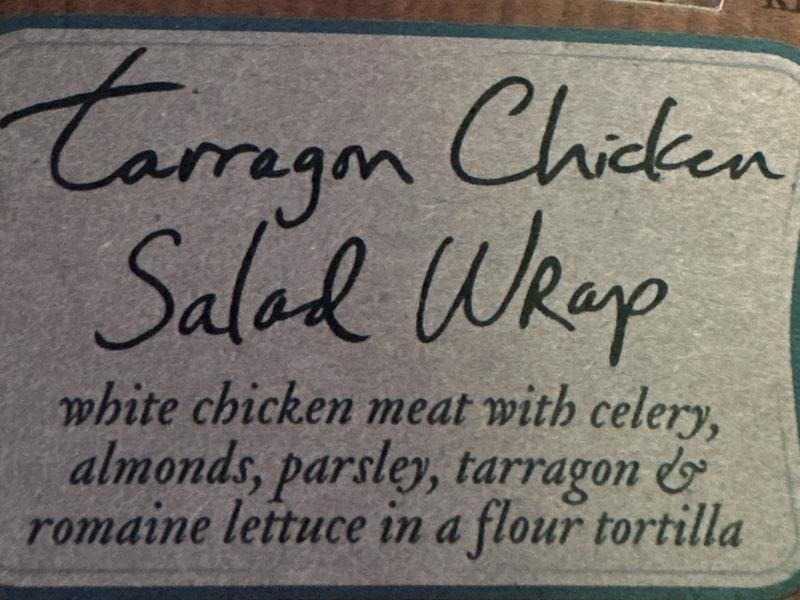 Tarragon Chicken
Salad Wrap
white chicken meat with celery,
almonds, parsley, tarragon &
romaine lettuce in a flour tortilla